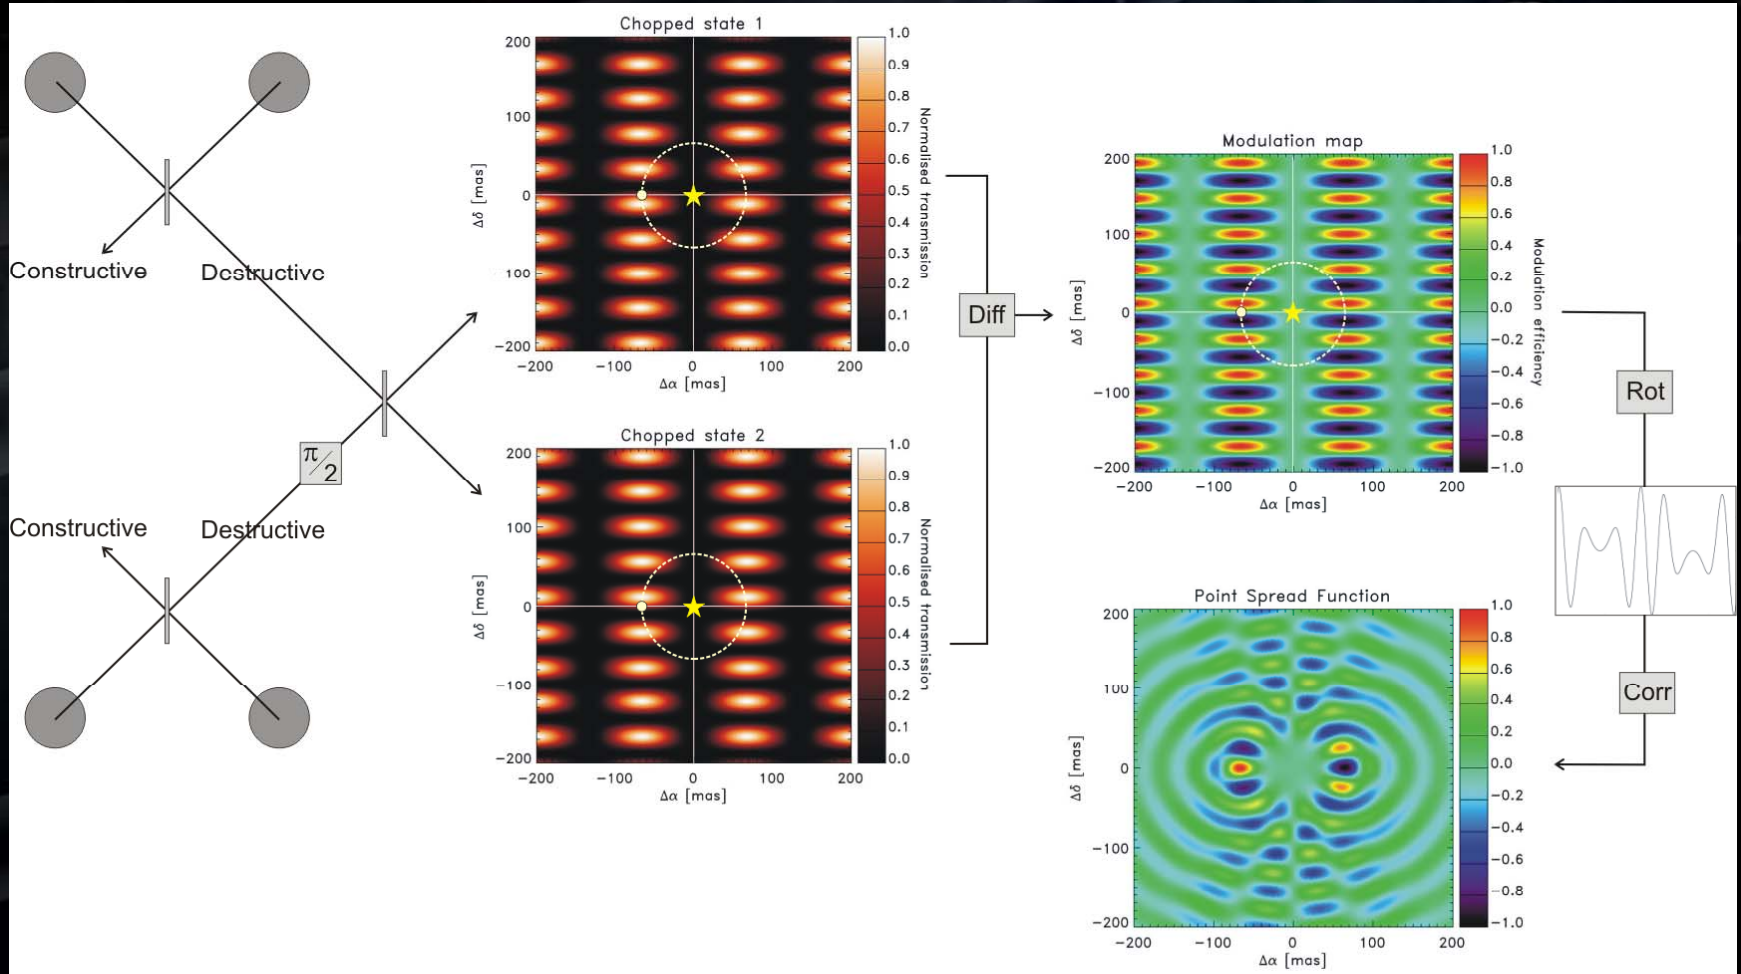 Constructive
Destructive
π/2
Constructive
Destructive
Chopped state 1
200
100
0
-100
-200
Δδ [mas]
-200 -100 0 100 200
Δα [mas]
1.0
0.9
0.8
0.7
0.6
0.5
0.4
0.3
0.2
0.1
0.0
Normalised transmission
Chopped state 2
200
100
0
-100
-200
Δδ [mas]
-200 -100 0 100 200
Δα [mas]
1.0
0.9
0.8
0.7
0.6
0.5
0.4
0.3
0.2
0.1
0.0
Normalised transmission
Diff
Modulation map
200
100
0
-100
-200
Δδ [mas]
-200 -100 0 100 200
Δα [mas]
1.0
0.8
0.6
0.4
0.2
0.0
-0.2
-0.4
-0.6
-0.8
-1.0
Modulation efficiency
Rot
Corr
Point Spread Function
200
100
0
-100
-200
Δδ [mas]
-200 -100 0 100 200
Δα [mas]
1.0
0.8
0.6
0.4
0.2
0.0
-0.2
-0.4
-0.6
-0.8
-1.0